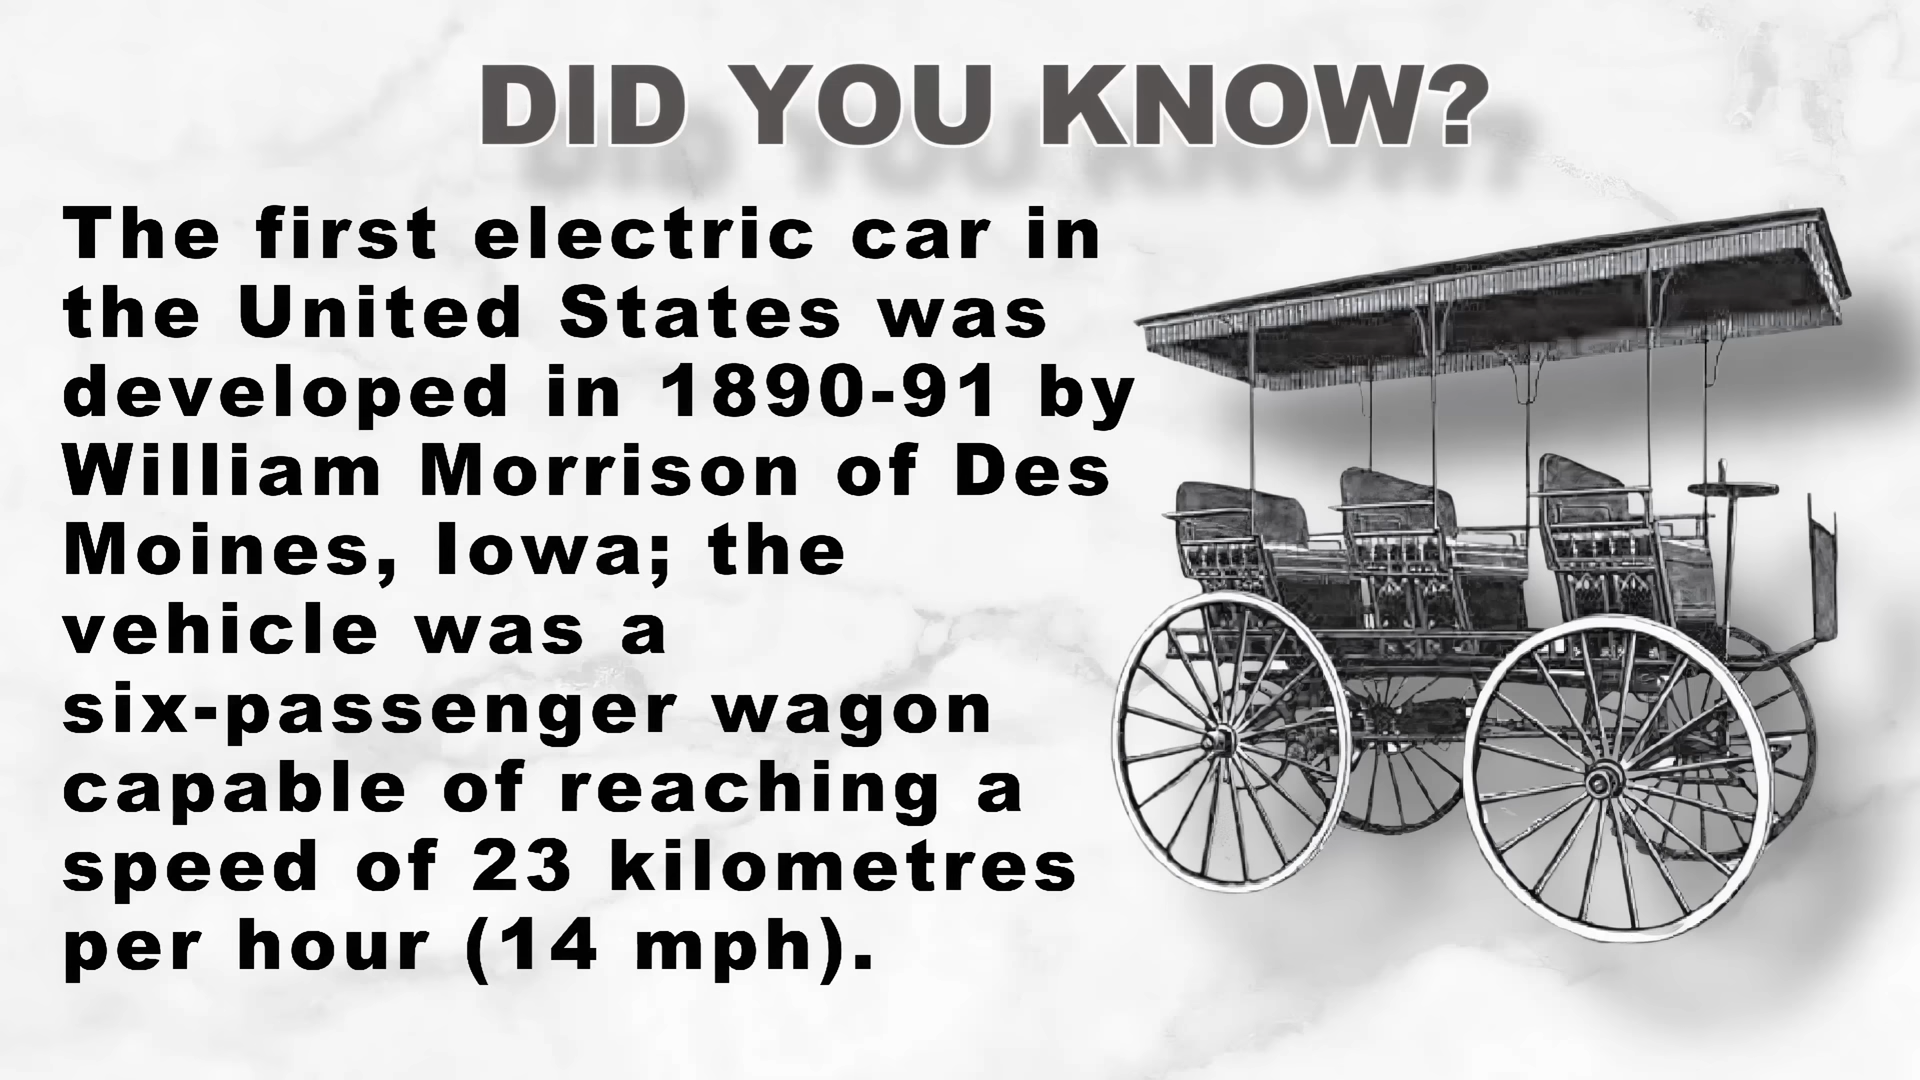 DID YOU KNOW?
The first electric car in
the United States was
developed in 1890-91 by
William Morrison of Des
Moines, Iowa; the
vehicle was a
six-passenger wagon
capable of reaching a
speed of 23 kilometres
per hour (14 mph).